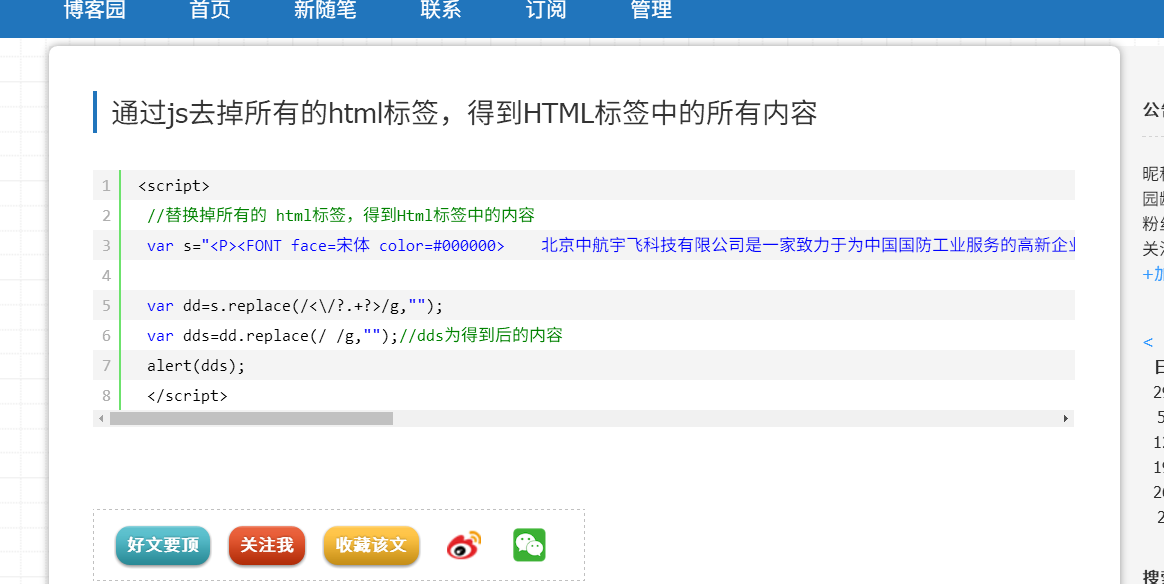 博客园 首页 新随笔 联系 订阅 管理
通过js去掉所有的html标签，得到HTML标签中的所有内容
1 <script>
2 //替换掉所有的 html标签，得到Html标签中的内容
3 var s="<P><FONT face=宋体 color=#000000>    北京中航宇飞科技有限公司是一家致力于为中国国防工业服务的高新企业
4
5 var dd=s.replace(/<\/?.+?>/g,"");
6 var dds=dd.replace(/ /g,"");//dds为得到后的内容
7 alert(dds);
8 </script>
好文要顶 关注我 收藏该文
公
昵
园
粉
关
+加
<
日
29
5
12
19
26
2
搜